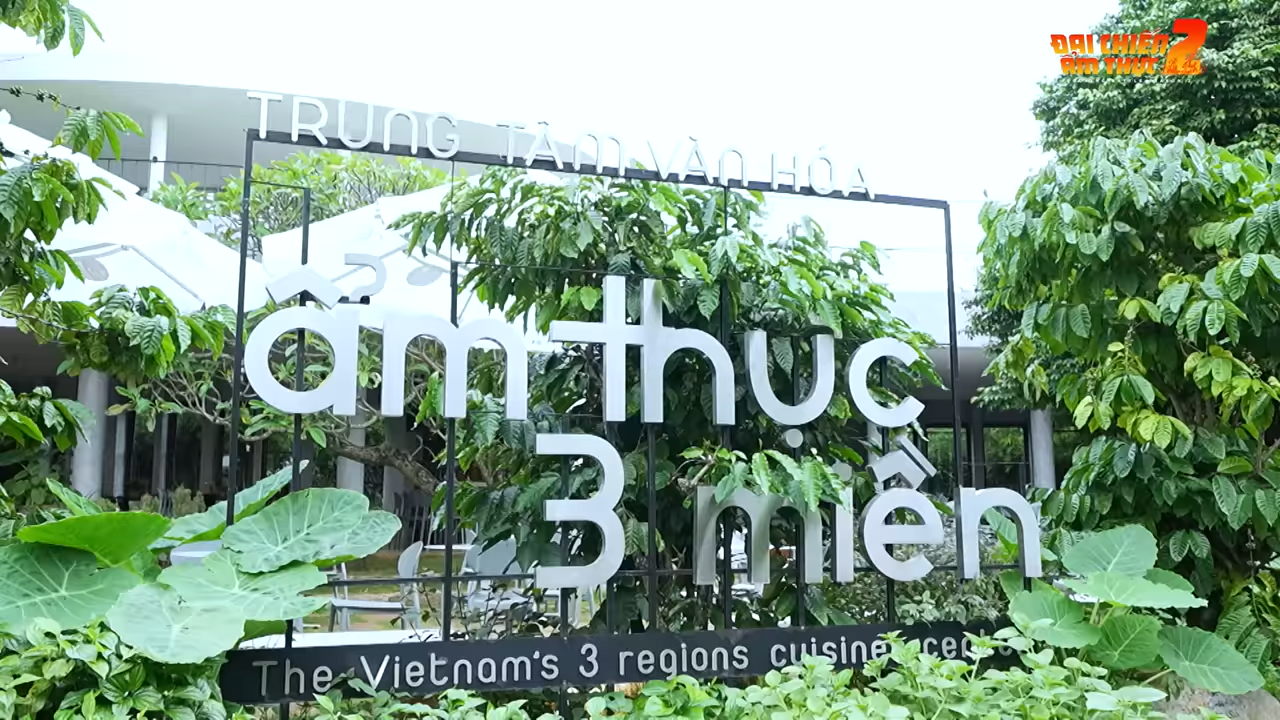 ĐẠI CHIẾN
ẨM THỰC 2
TRUNG TÂM VĂN HÓA
ẩm thực
3 miền
The Vietnam's 3 regions cuisine